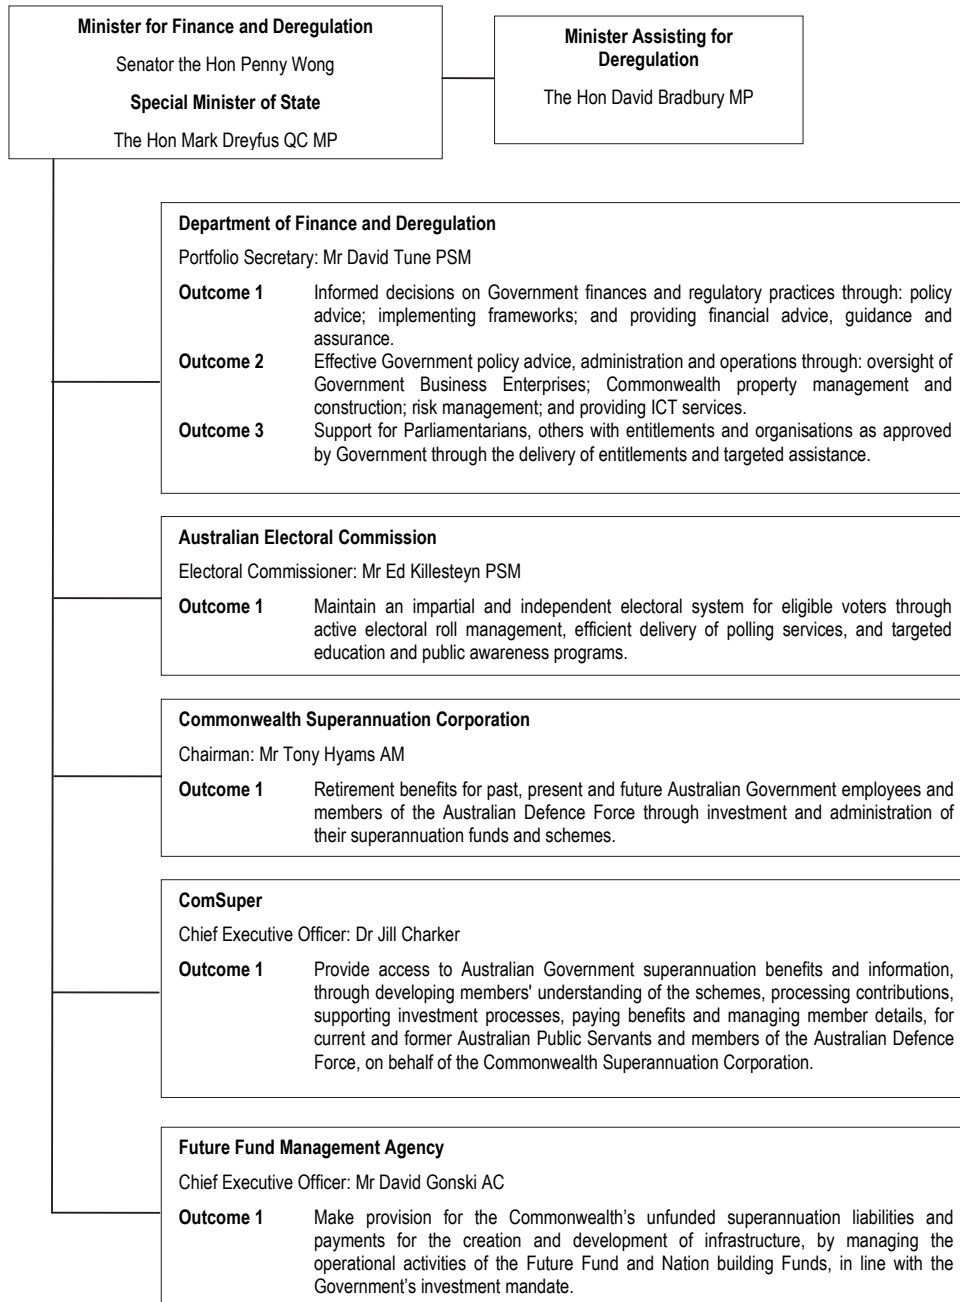 Minister for Finance and Deregulation
Senator the Hon Penny Wong
Special Minister of State
The Hon Mark Dreyfus QC MP
Minister Assisting for
Deregulation
The Hon David Bradbury MP
Department of Finance and Deregulation
Portfolio Secretary: Mr David Tune PSM
Outcome 1 Informed decisions on Government finances and regulatory practices through: policy
advice; implementing frameworks; and providing financial advice, guidance and
assurance.
Outcome 2 Effective Government policy advice, administration and operations through: oversight of
Government Business Enterprises; Commonwealth property management and
construction; risk management; and providing ICT services.
Outcome 3 Support for Parliamentarians, others with entitlements and organisations as approved
by Government through the delivery of entitlements and targeted assistance.
Australian Electoral Commission
Electoral Commissioner: Mr Ed Killesteyn PSM
Outcome 1 Maintain an impartial and independent electoral system for eligible voters through
active electoral roll management, efficient delivery of polling services, and targeted
education and public awareness programs.
Commonwealth Superannuation Corporation
Chairman: Mr Tony Hyams AM
Outcome 1 Retirement benefits for past, present and future Australian Government employees and
members of the Australian Defence Force through investment and administration of
their superannuation funds and schemes.
ComSuper
Chief Executive Officer: Dr Jill Charker
Outcome 1 Provide access to Australian Government superannuation benefits and information,
through developing members' understanding of the schemes, processing contributions,
supporting investment processes, paying benefits and managing member details, for
current and former Australian Public Servants and members of the Australian Defence
Force, on behalf of the Commonwealth Superannuation Corporation.
Future Fund Management Agency
Chief Executive Officer: Mr David Gonski AC
Outcome 1 Make provision for the Commonwealth's unfunded superannuation liabilities and
payments for the creation and development of infrastructure, by managing the
operational activities of the Future Fund and Nation building Funds, in line with the
Government's investment mandate.